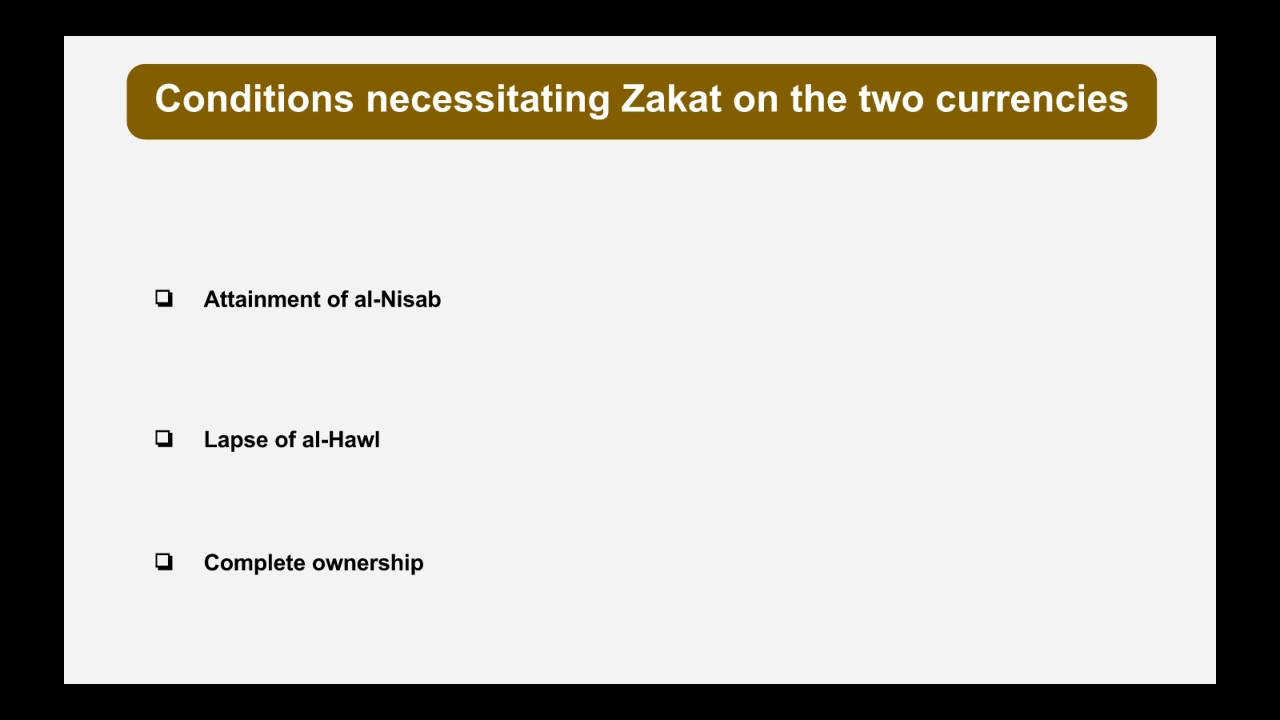 Conditions necessitating Zakat on the two currencies
❏ Attainment of al-Nisab
❏ Lapse of al-Hawl
❏ Complete ownership